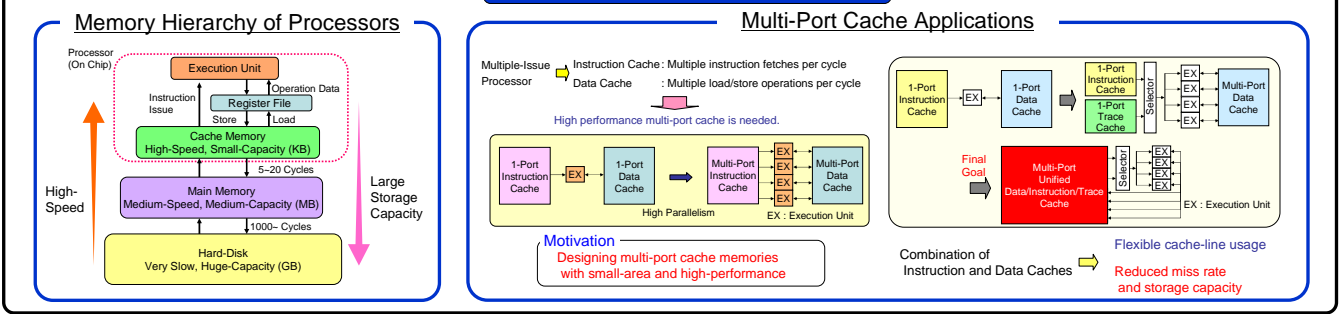 Memory Hierarchy of Processors
Processor
(On Chip)
Execution Unit
Operation Data
Instruction
Issue
Register File
Store
Load
Cache Memory
High-Speed, Small-Capacity (KB)
5~20 Cycles
High-
Speed
Main Memory
Medium-Speed, Medium-Capacity (MB)
Large
Storage
Capacity
1000~ Cycles
Hard-Disk
Very Slow, Huge-Capacity (GB)
Multi-Port Cache Applications
Multiple-Issue
Processor
Instruction Cache : Multiple instruction fetches per cycle
Data Cache : Multiple load/store operations per cycle
High performance multi-port cache is needed.
1-Port
Instruction
Cache
EX
1-Port
Data
Cache
Multi-Port
Instruction
Cache
EX
EX
EX
EX
Multi-Port
Data
Cache
High Parallelism
EX : Execution Unit
Motivation
Designing multi-port cache memories
with small-area and high-performance
1-Port
Instruction
Cache
EX
1-Port
Data
Cache
1-Port
Instruction
Cache
1-Port
Trace
Cache
Selector
EX
EX
EX
EX
Multi-Port
Data
Cache
Final
Goal
Multi-Port
Unified
Data/Instruction/Trace
Cache
Selector
EX
EX
EX
EX
EX : Execution Unit
Combination of
Instruction and Data Caches
Flexible cache-line usage
Reduced miss rate
and storage capacity